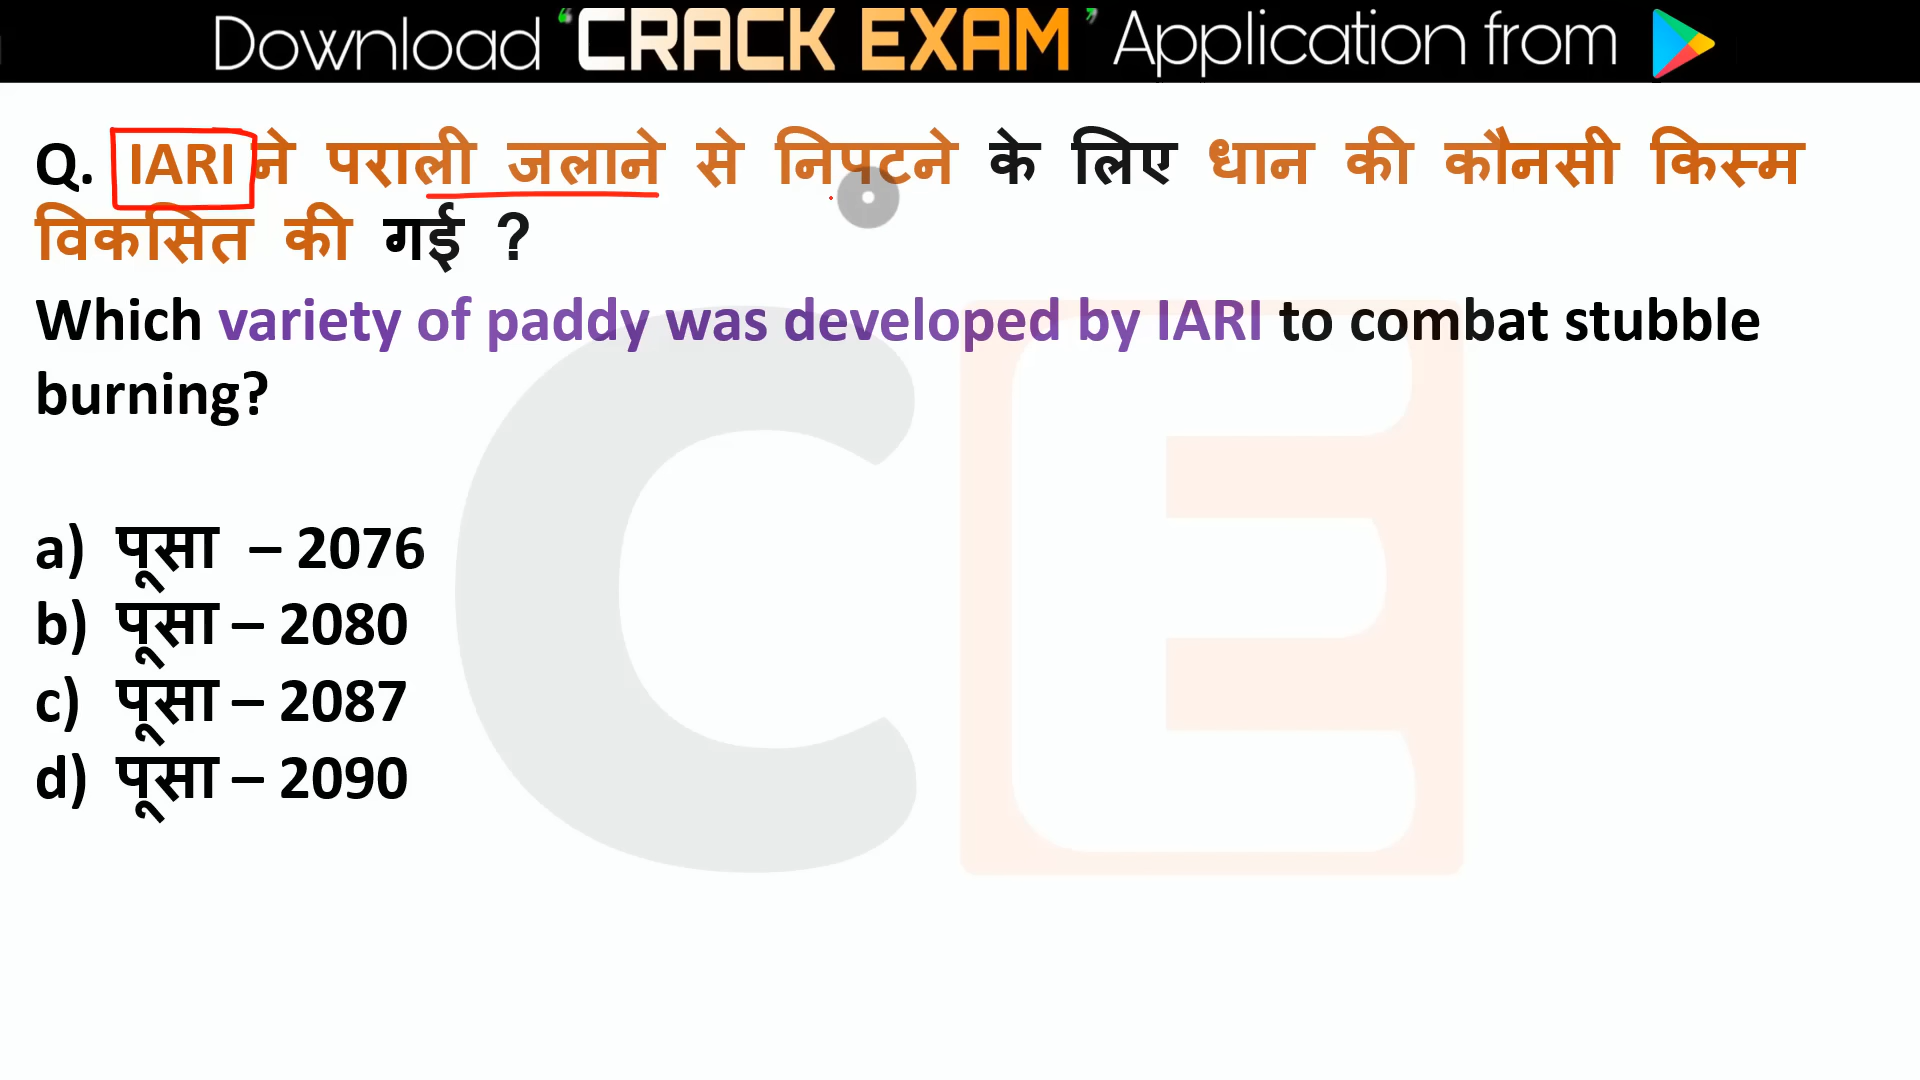 Download ‘CRACK EXAM’ Application from
Q. IARI ने पराली जलाने से निपटने के लिए धान की कौनसी किस्म
विकसित की गई ?
Which variety of paddy was developed by IARI to combat stubble
burning?
a) पूसा – 2076
b) पूसा – 2080
c) पूसा – 2087
d) पूसा – 2090
CE